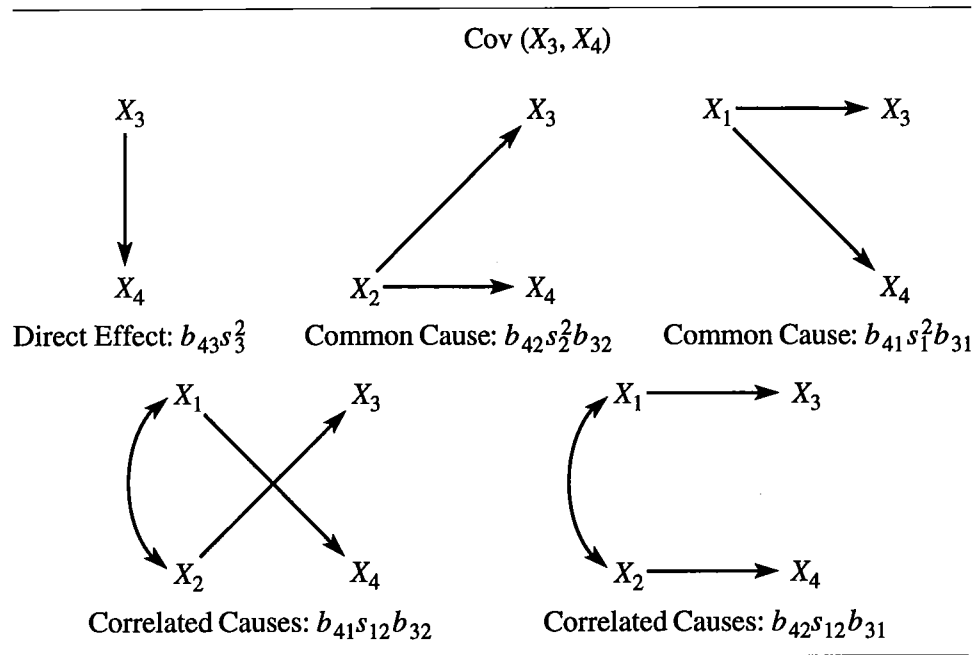 Cov (X₃, X₄)
X₃ X₃ X₁ X₃
X₄ X₂ X₄ X₄
Direct Effect: b₄₃s₃² Common Cause: b₄₂s₂²b₃₂ Common Cause: b₄₁s₁²b₃₁
X₁ X₃ X₁ X₃
X₂ X₄ X₂ X₄
Correlated Causes: b₄₁s₁₂b₃₂ Correlated Causes: b₄₂s₁₂b₃₁